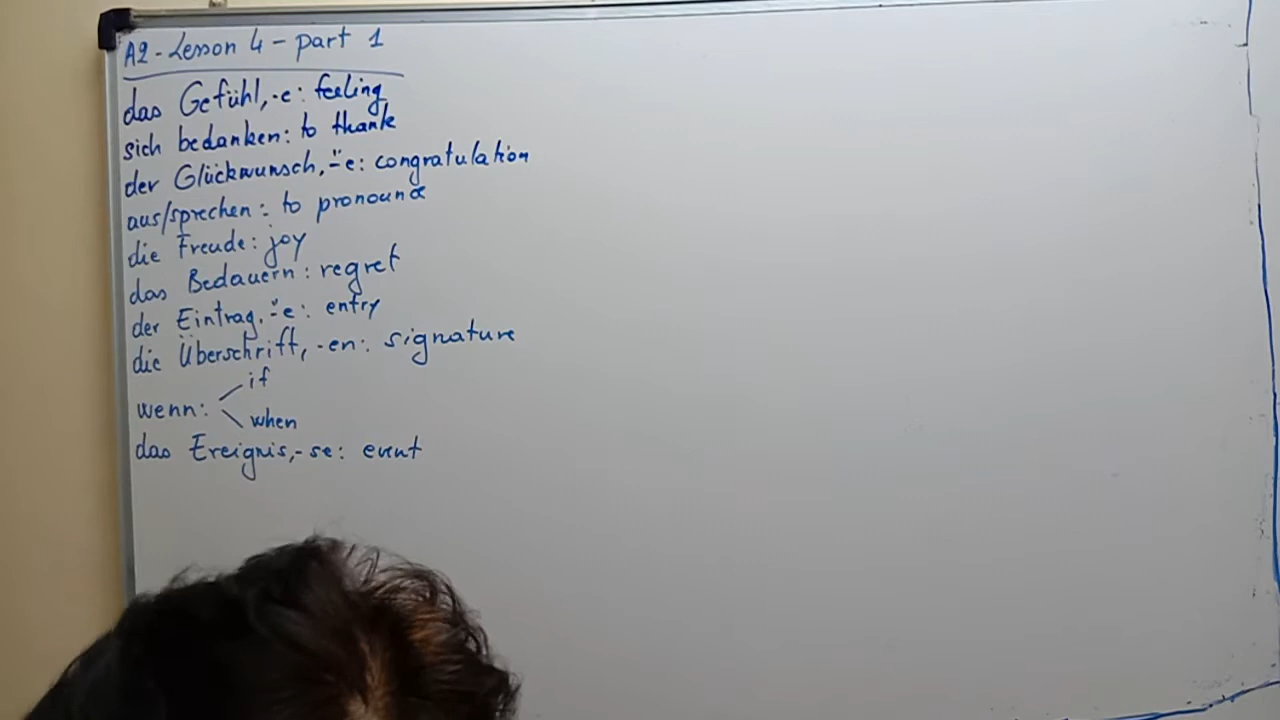 A2 - Lesson 4 - part 1
das Gefühl, -e: feeling
sich bedanken: to thank
der Glückwunsch, -̈e: congratulation
aus/sprechen: to pronounce
die Freude: joy
das Bedauern: regret
der Eintrag, -̈e: entry
die Überschrift, -en: signature
wenn: if
when
das Ereignis, -se: event